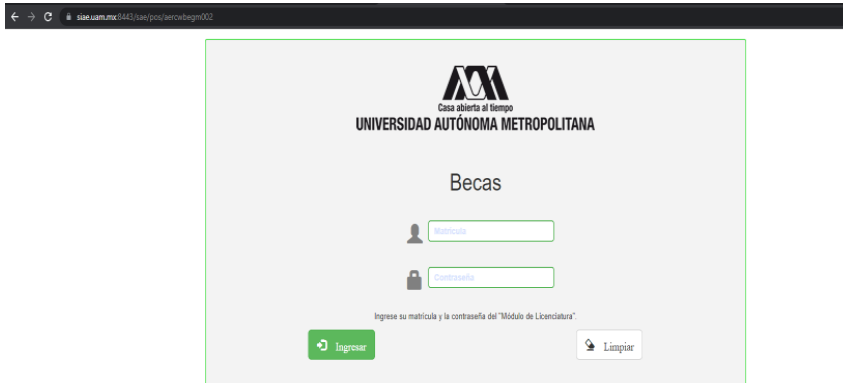 siae.uam.mx:8443/sae/pos/aercwbegm002
Casa abierta al tiempo
UNIVERSIDAD AUTÓNOMA METROPOLITANA
Becas
Matrícula
Contraseña
Ingrese su matrícula y la contraseña del "Módulo de Licenciatura".
Ingresar
Limpiar